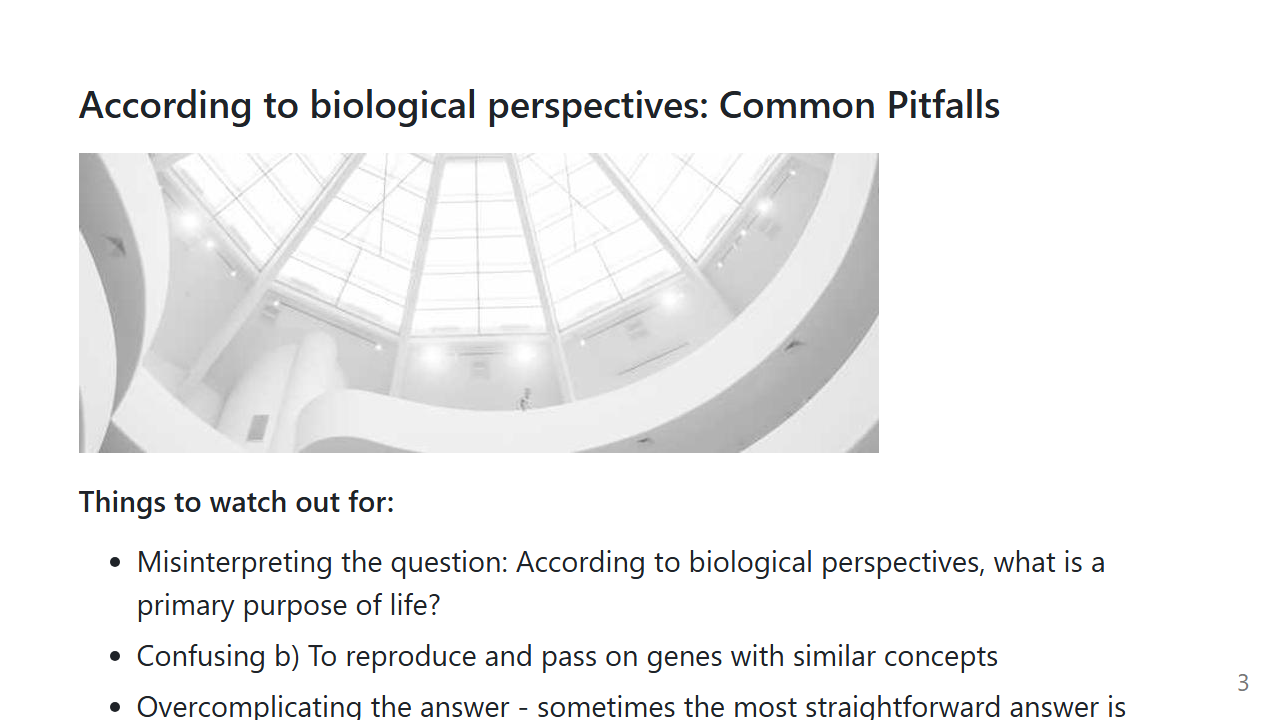 According to biological perspectives: Common Pitfalls
Things to watch out for:
• Misinterpreting the question: According to biological perspectives, what is a
primary purpose of life?
• Confusing b) To reproduce and pass on genes with similar concepts
• Overcomplicating the answer - sometimes the most straightforward answer is
3